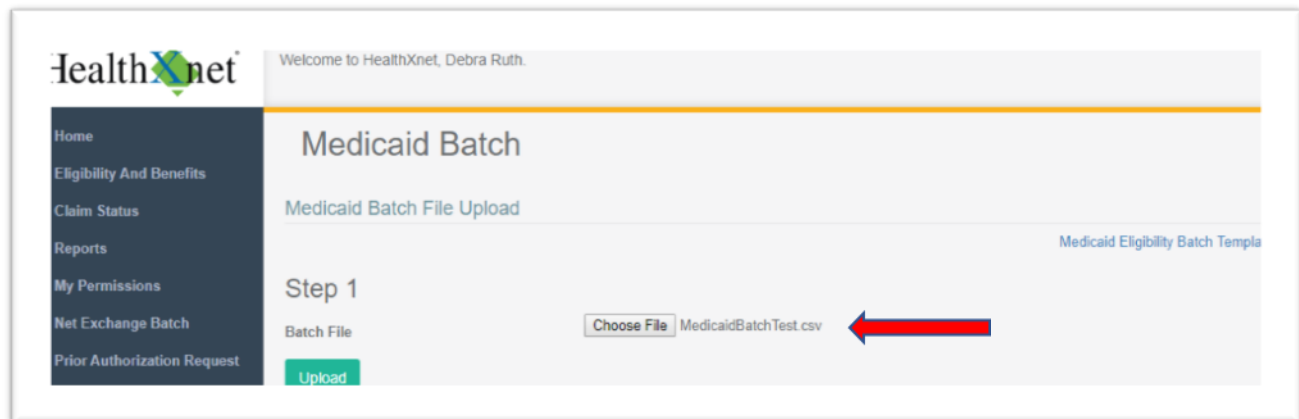 HealthXnet
Welcome to HealthXnet, Debra Ruth.
Home
Eligibility And Benefits
Claim Status
Reports
My Permissions
Net Exchange Batch
Prior Authorization Request
Medicaid Batch
Medicaid Batch File Upload
Medicaid Eligibility Batch Templa
Step 1
Batch File
Choose File MedicaidBatchTest.csv
Upload